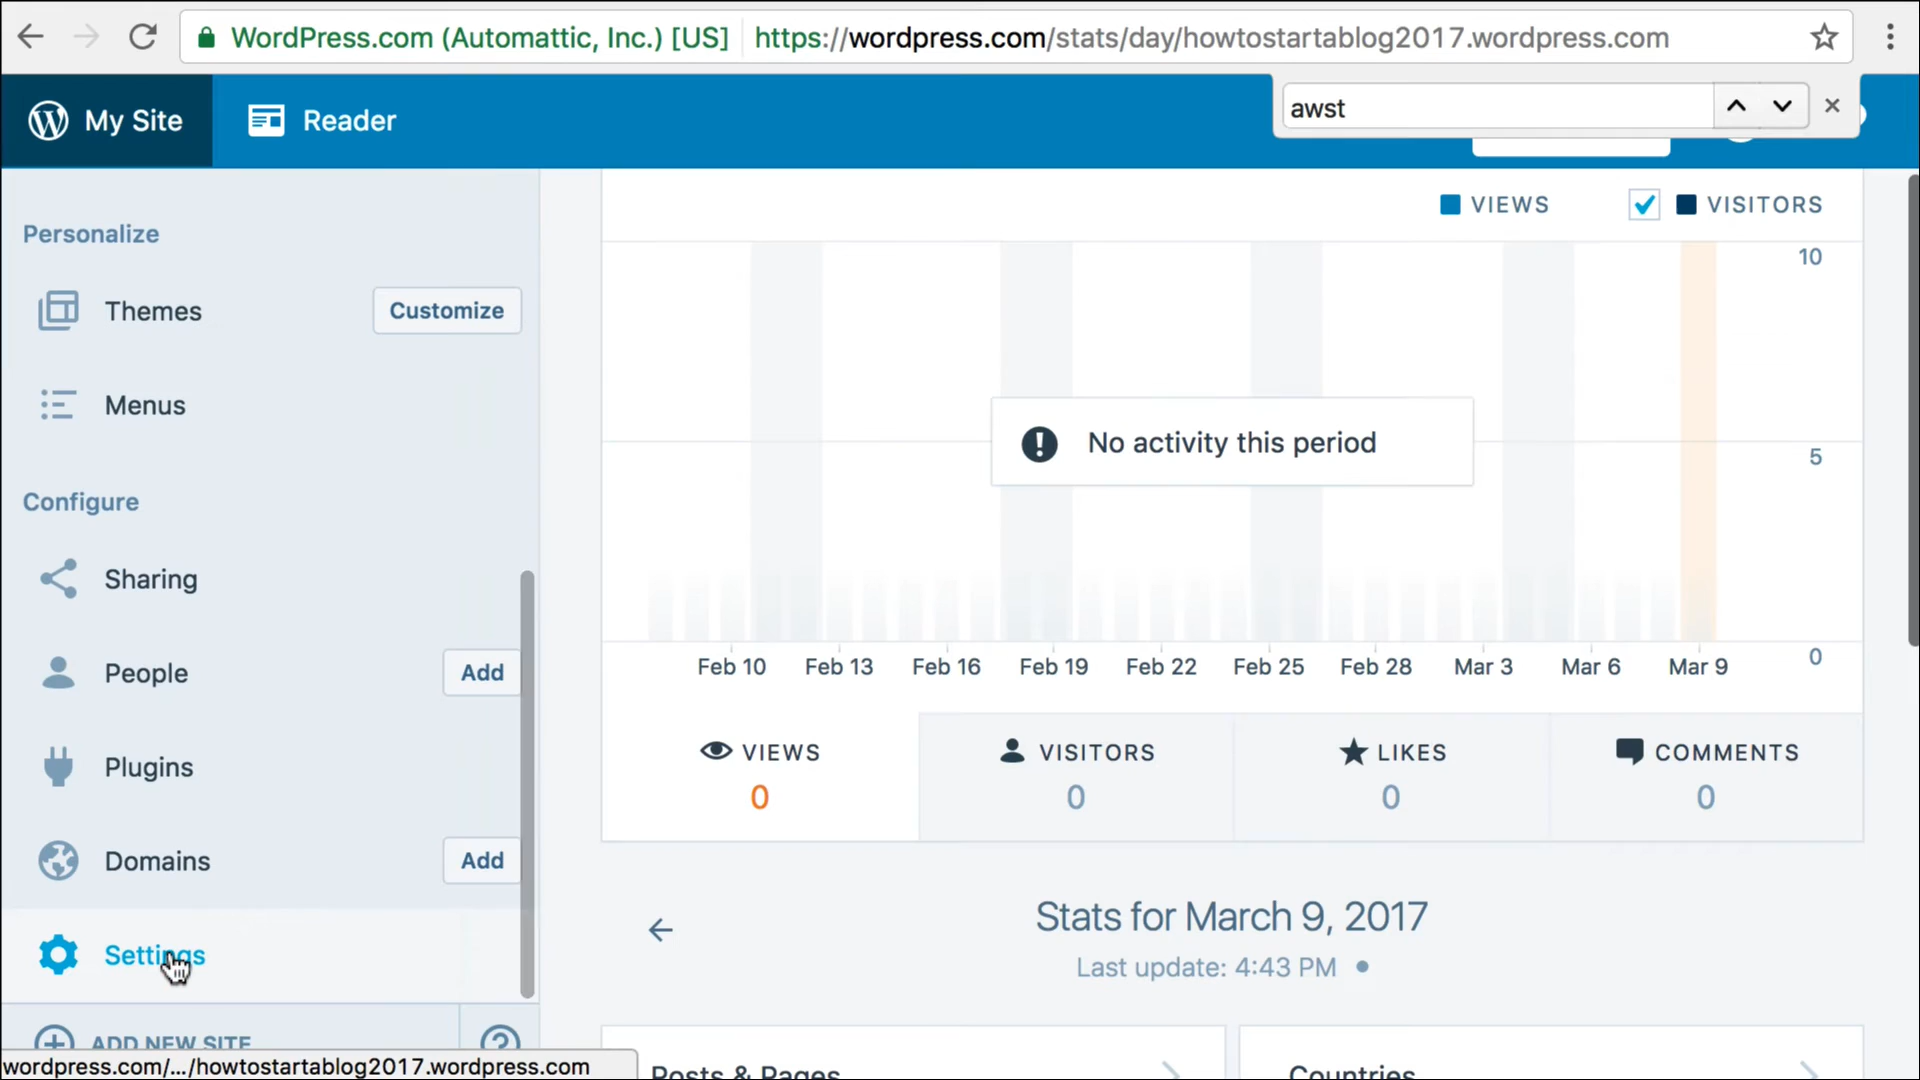 WordPress.com (Automattic, Inc.) [US] https://wordpress.com/stats/day/howtostartablog2017.wordpress.com
My Site
Reader
awst
VIEWS
VISITORS
Personalize
Themes
Customize
Menus
Configure
Sharing
People
Add
Plugins
Domains
Add
Settings
ADD NEW SITE
wordpress.com/.../howtostartablog2017.wordpress.com
10
5
0
No activity this period
Feb 10 Feb 13 Feb 16 Feb 19 Feb 22 Feb 25 Feb 28 Mar 3 Mar 6 Mar 9
VIEWS
0
VISITORS
0
LIKES
0
COMMENTS
0
Stats for March 9, 2017
Last update: 4:43 PM
Posts & Pages
Countries